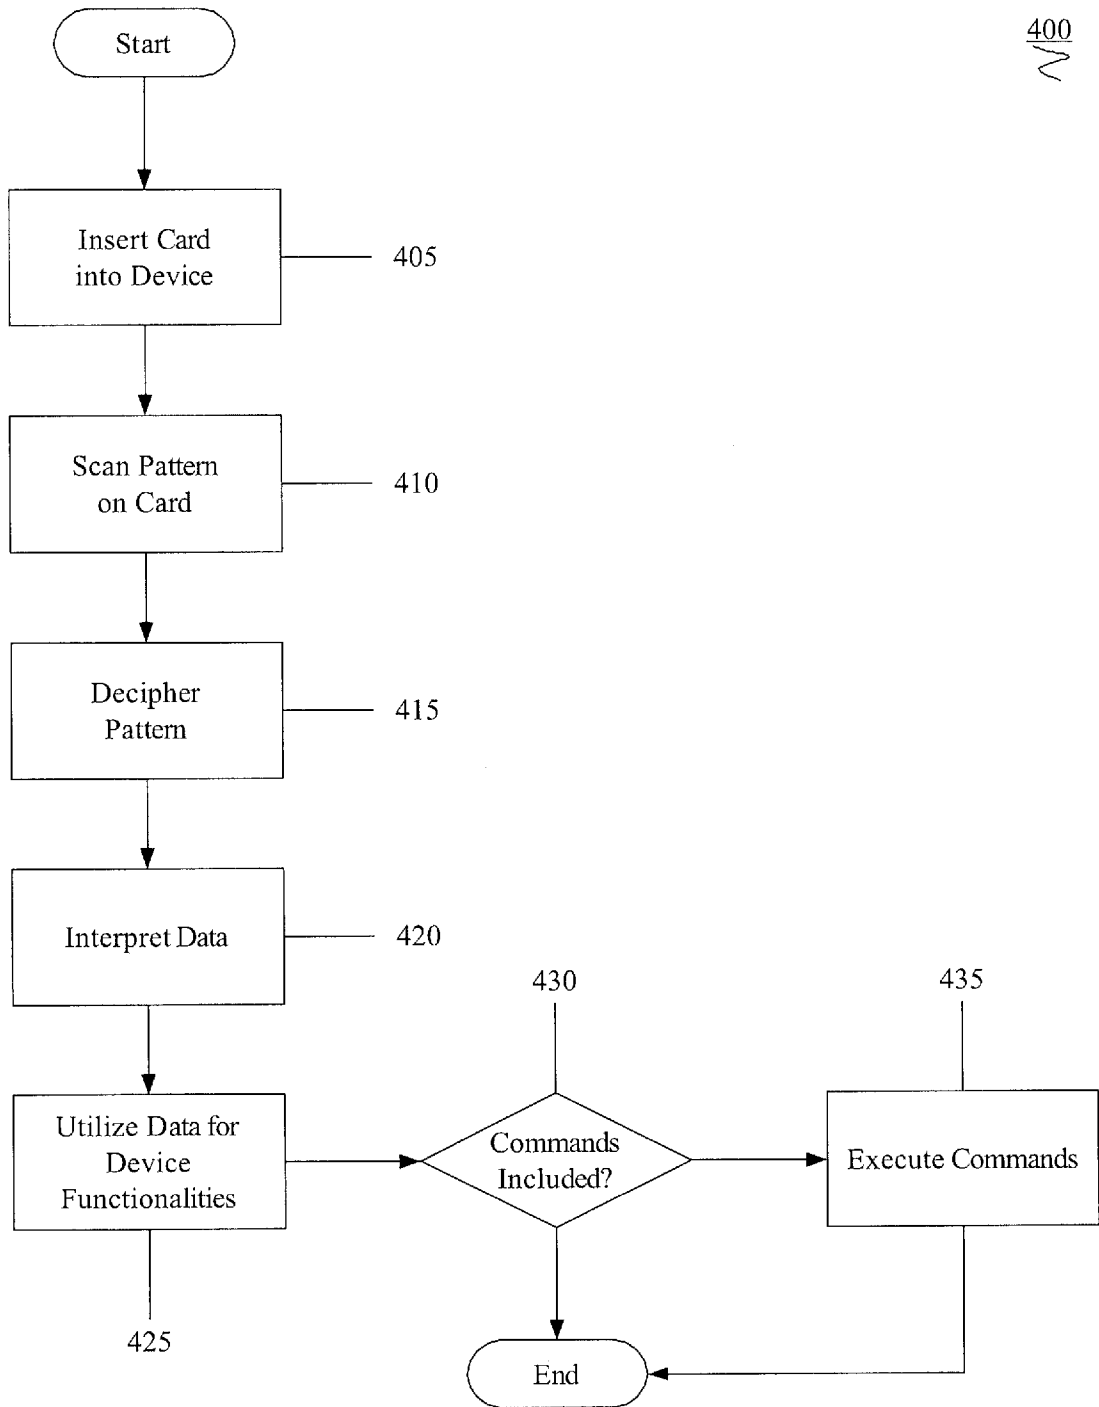 Start
400
Insert Card
into Device
405
Scan Pattern
on Card
410
Decipher
Pattern
415
Interpret Data
420
430
435
Utilize Data for
Device
Functionalities
Commands
Included?
Execute Commands
425
End